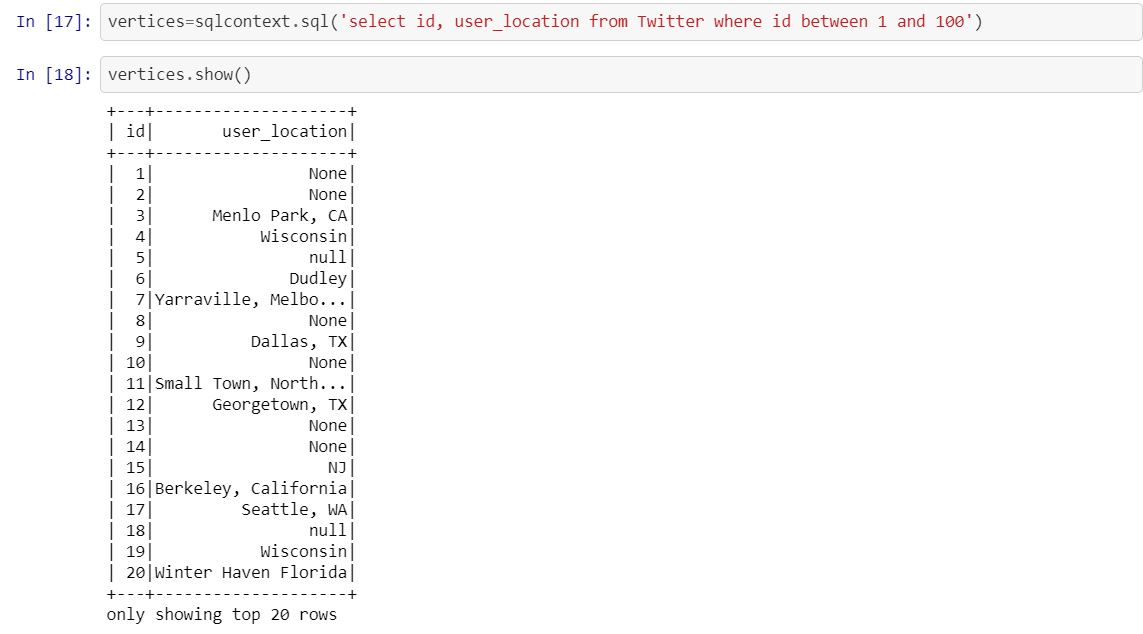 In [17]: vertices=sqlcontext.sql('select id, user_location from Twitter where id between 1 and 100')
In [18]: vertices.show()
+---+--------------------+
| id|       user_location|
+---+--------------------+
|  1|                None|
|  2|                None|
|  3|      Menlo Park, CA|
|  4|           Wisconsin|
|  5|                null|
|  6|              Dudley|
|  7|Yarraville, Melbo...|
|  8|                None|
|  9|          Dallas, TX|
| 10|                None|
| 11|Small Town, North...|
| 12|      Georgetown, TX|
| 13|                None|
| 14|                None|
| 15|                  NJ|
| 16|Berkeley, California|
| 17|         Seattle, WA|
| 18|                null|
| 19|           Wisconsin|
| 20|Winter Haven Florida|
+---+--------------------+
only showing top 20 rows